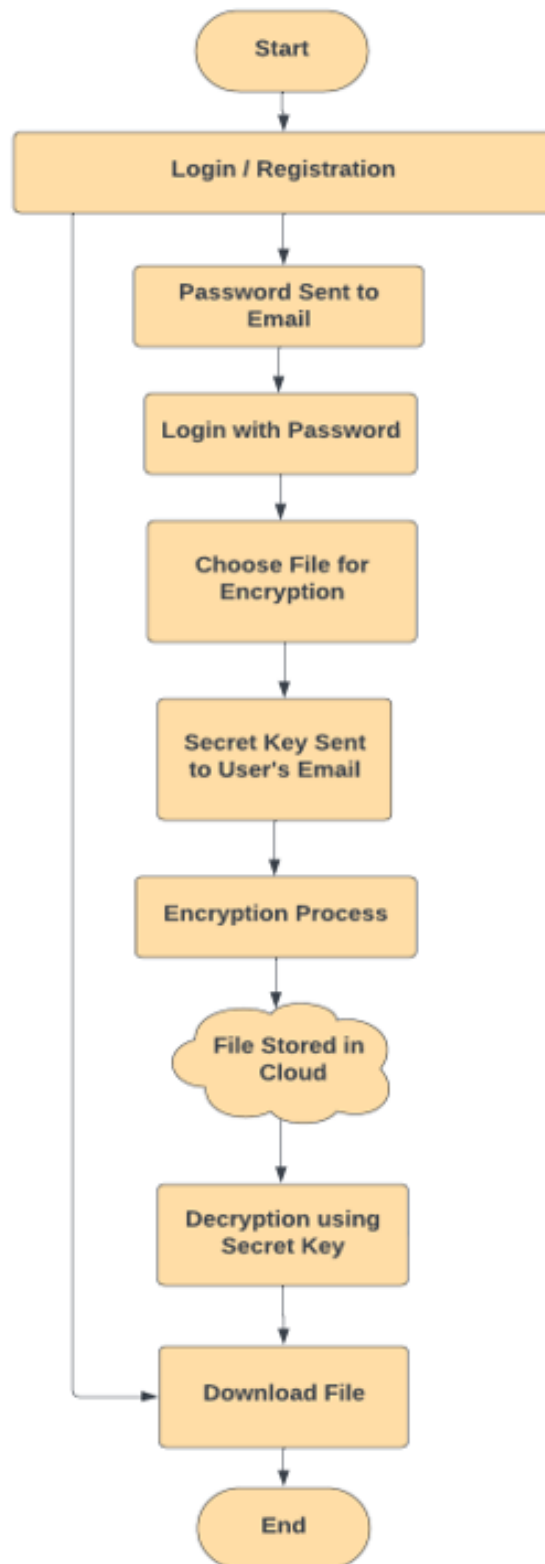 Start
Login / Registration
Password Sent to
Email
Login with Password
Choose File for
Encryption
Secret Key Sent
to User's Email
Encryption Process
File Stored in
Cloud
Decryption using
Secret Key
Download File
End